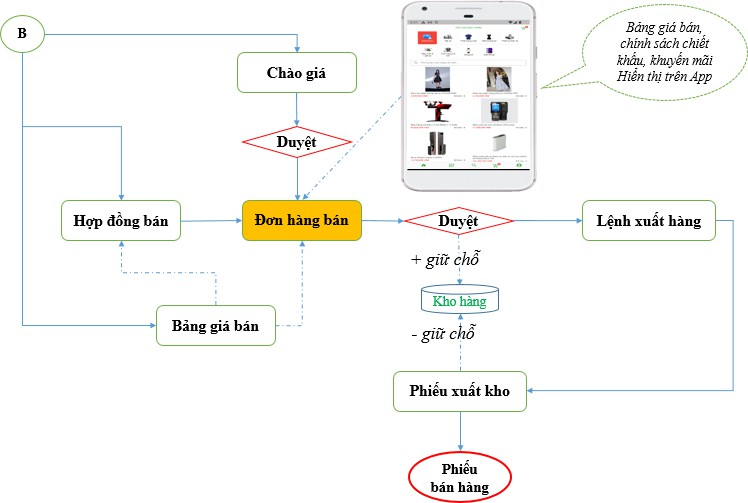 B
Bảng giá bán,
chính sách chiết
khấu, khuyến mãi
Hiển thị trên App
Chào giá
Duyệt
Hợp đồng bán
Đơn hàng bán
Duyệt
Lệnh xuất hàng
+ giữ chỗ
Kho hàng
Bảng giá bán
- giữ chỗ
Phiếu xuất kho
Phiếu
bán hàng